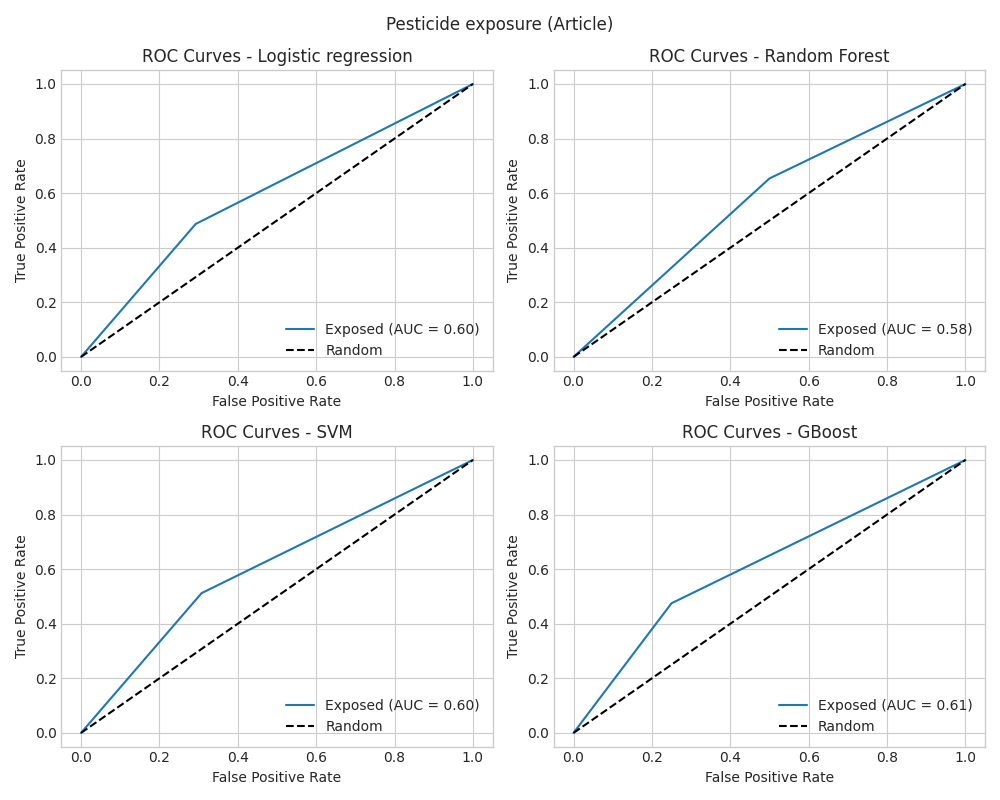 Pesticide exposure (Article)
ROC Curves - Logistic regression
True Positive Rate
1.0
0.8
0.6
0.4
0.2
0.0
Exposed (AUC = 0.60)
Random
0.0 0.2 0.4 0.6 0.8 1.0
False Positive Rate
ROC Curves - Random Forest
True Positive Rate
1.0
0.8
0.6
0.4
0.2
0.0
Exposed (AUC = 0.58)
Random
0.0 0.2 0.4 0.6 0.8 1.0
False Positive Rate
ROC Curves - SVM
True Positive Rate
1.0
0.8
0.6
0.4
0.2
0.0
Exposed (AUC = 0.60)
Random
0.0 0.2 0.4 0.6 0.8 1.0
False Positive Rate
ROC Curves - GBoost
True Positive Rate
1.0
0.8
0.6
0.4
0.2
0.0
Exposed (AUC = 0.61)
Random
0.0 0.2 0.4 0.6 0.8 1.0
False Positive Rate